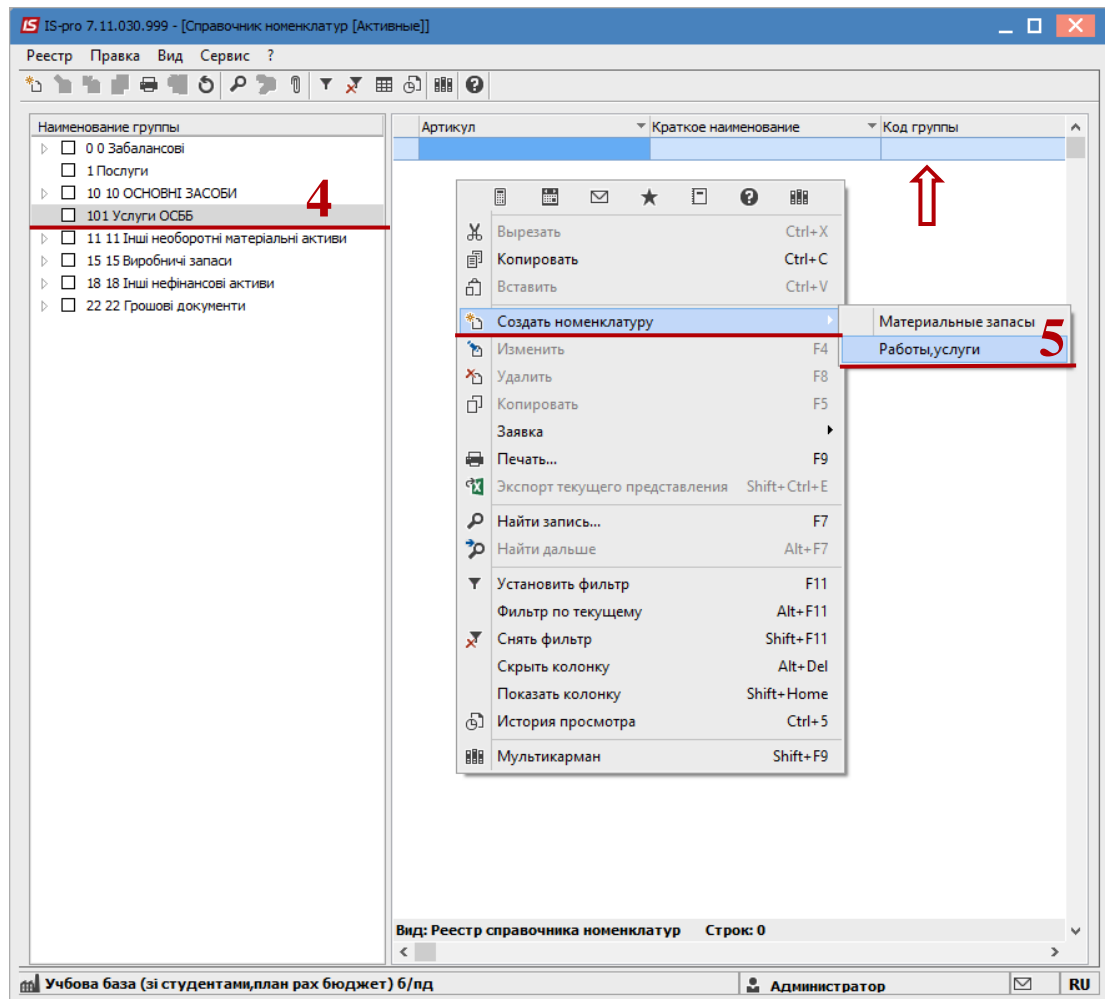 IS-pro 7.11.030.999 - [Справочник номенклатур [Активные]]
Реестр Правка Вид Сервис ?
Наименование группы
0 0 Забалансові
1 Послуги
10 10 ОСНОВНІ ЗАСОБИ
101 Услуги ОСББ
11 11 Інші необоротні матеріальні активи
15 15 Виробничі запаси
18 18 Інші нефінансові активи
22 22 Грошові документи
4
Артикул Краткое наименование Код группы
Вырезать Ctrl+X
Копировать Ctrl+C
Вставить Ctrl+V
Создать номенклатуру
Изменить F4
Удалить F8
Копировать F5
Заявка
Печать... F9
Экспорт текущего представления Shift+Ctrl+E
Найти запись... F7
Найти дальше Alt+F7
Установить фильтр F11
Фильтр по текущему Alt+F11
Снять фильтр Shift+F11
Скрыть колонку Alt+Del
Показать колонку Shift+Home
История просмотра Ctrl+5
Мультикарман Shift+F9
Материальные запасы
Работы,услуги
5
Вид: Реестр справочника номенклатур Строк: 0
Учбова база (зі студентами,план рах бюджет) б/пд Администратор RU